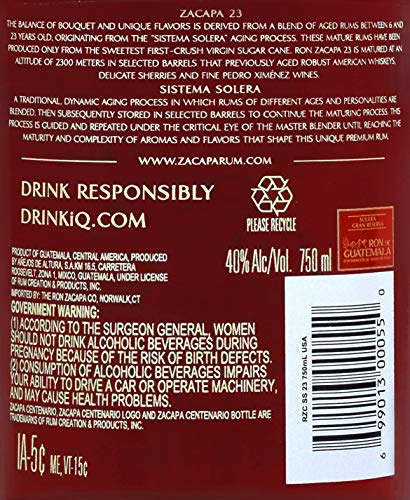 ZACAPA 23
THE BALANCE OF BOUQUET AND UNIQUE FLAVORS IS DERIVED FROM A BLEND OF AGED RUMS BETWEEN 6 AND
23 YEARS OLD, ORIGINATING FROM THE "SISTEMA SOLERA" AGING PROCESS. THESE MATURE RUMS HAVE BEEN
PRODUCED ONLY FROM THE SWEETEST FIRST-CRUSH VIRGIN SUGAR CANE. RON ZACAPA 23 IS MATURED AT AN
ALTITUDE OF 2300 METERS IN SELECTED BARRELS THAT PREVIOUSLY AGED ROBUST AMERICAN WHISKEYS,
DELICATE SHERRIES AND FINE PEDRO XIMÉNEZ WINES.
SISTEMA SOLERA
A TRADITIONAL, DYNAMIC AGING PROCESS IN WHICH RUMS OF DIFFERENT AGES AND PERSONALITIES ARE
BLENDED, THEN SUBSEQUENTLY STORED IN SELECTED BARRELS TO CONTINUE THE MATURING PROCESS. THIS
PROCESS IS GUIDED AND REPEATED UNDER THE CRITICAL EYE OF THE MASTER BLENDER UNTIL REACHING THE
MATURITY AND COMPLEXITY OF AROMAS AND FLAVORS THAT SHAPE THIS UNIQUE PREMIUM RUM.
WWW.ZACAPARUM.COM
DRINK RESPONSIBLY
DRINKiQ.COM
PLEASE RECYCLE
SOLERA
GRAN RESERVA
RON DE
GUATEMALA
PRODUCT OF GUATEMALA, CENTRAL AMERICA, PRODUCED
BY AÑEJOS DE ALTURA, S.A.KM 16.5, CARRETERA
ROOSEVELT, ZONA 1, MIXCO, GUATEMALA, UNDER LICENSE
OF RUM CREATION & PRODUCTS, INC.
IMPORTED BY THE RON ZACAPA CO, NORWALK,CT
40% Alc/Vol. 750 ml
GOVERNMENT WARNING:
(1) ACCORDING TO THE SURGEON GENERAL, WOMEN
SHOULD NOT DRINK ALCOHOLIC BEVERAGES DURING
PREGNANCY BECAUSE OF THE RISK OF BIRTH DEFECTS.
(2) CONSUMPTION OF ALCOHOLIC BEVERAGES IMPAIRS
YOUR ABILITY TO DRIVE A CAR OR OPERATE MACHINERY,
AND MAY CAUSE HEALTH PROBLEMS.
ZACAPA CENTENARIO, ZACAPA CENTENARIO LOGO AND ZACAPA CENTENARIO BOTTLE ARE
TRADEMARKS OF RUM CREATION & PRODUCTS, INC.
IA-5¢ ME, VT-15¢
RZC SS 23 750mL USA
6 99013 00055 0